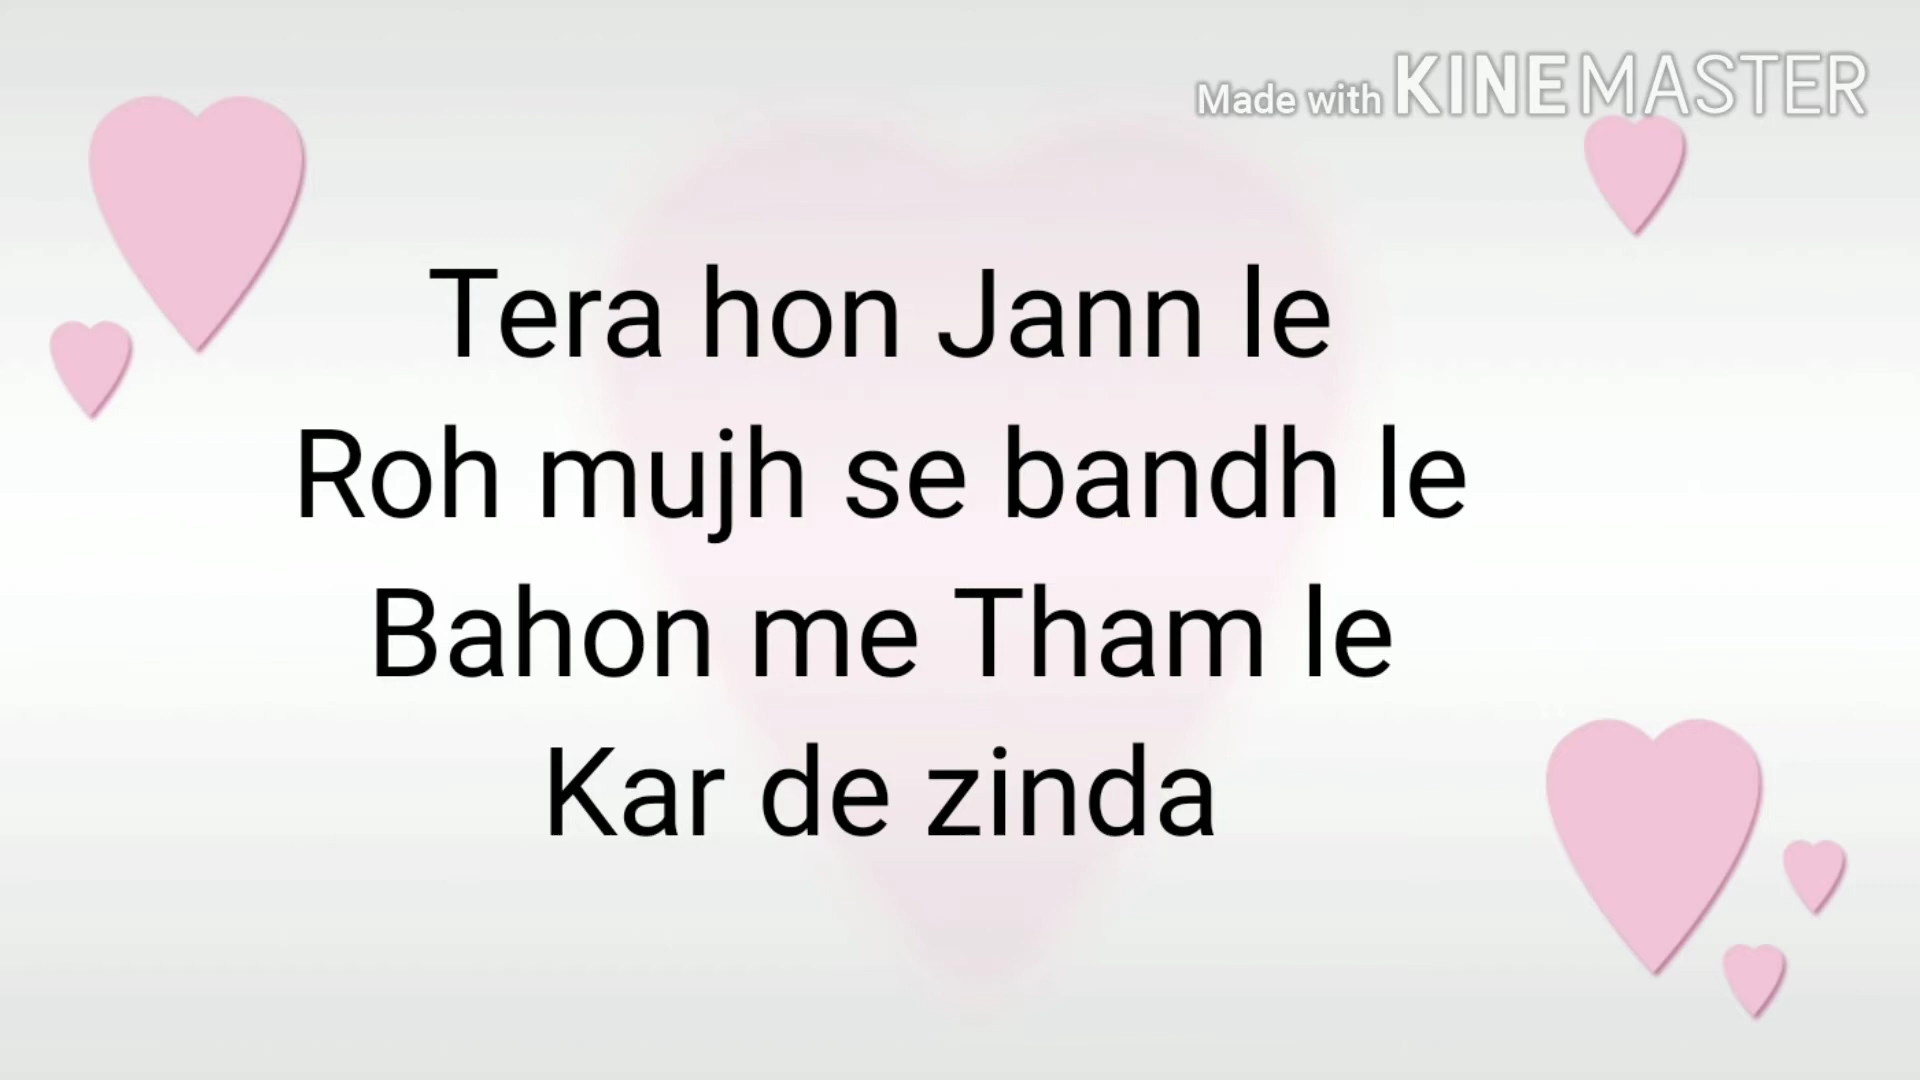 Made with KINEMASTER
Tera hon Jann le
Roh mujh se bandh le
Bahon me Tham le
Kar de zinda